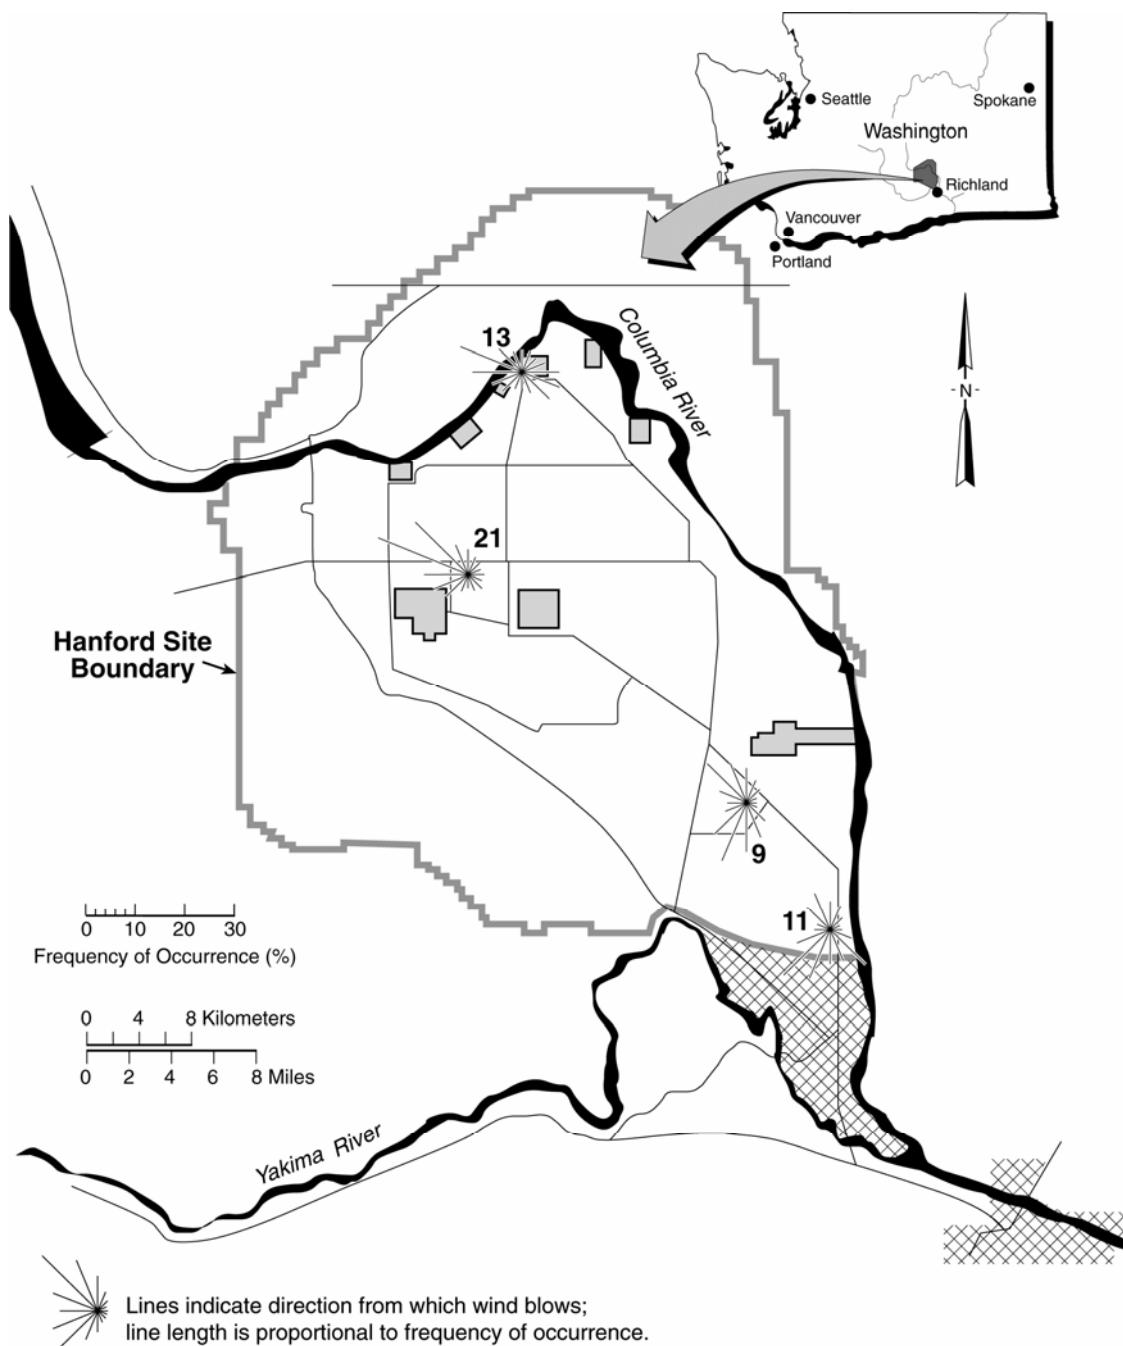 Seattle
Spokane
Washington
Richland
Vancouver
Portland
13
Columbia River
N
21
Hanford Site
Boundary
9
11
0 10 20 30
Frequency of Occurrence (%)
0 4 8 Kilometers
0 2 4 6 8 Miles
Yakima River
Lines indicate direction from which wind blows;
line length is proportional to frequency of occurrence.